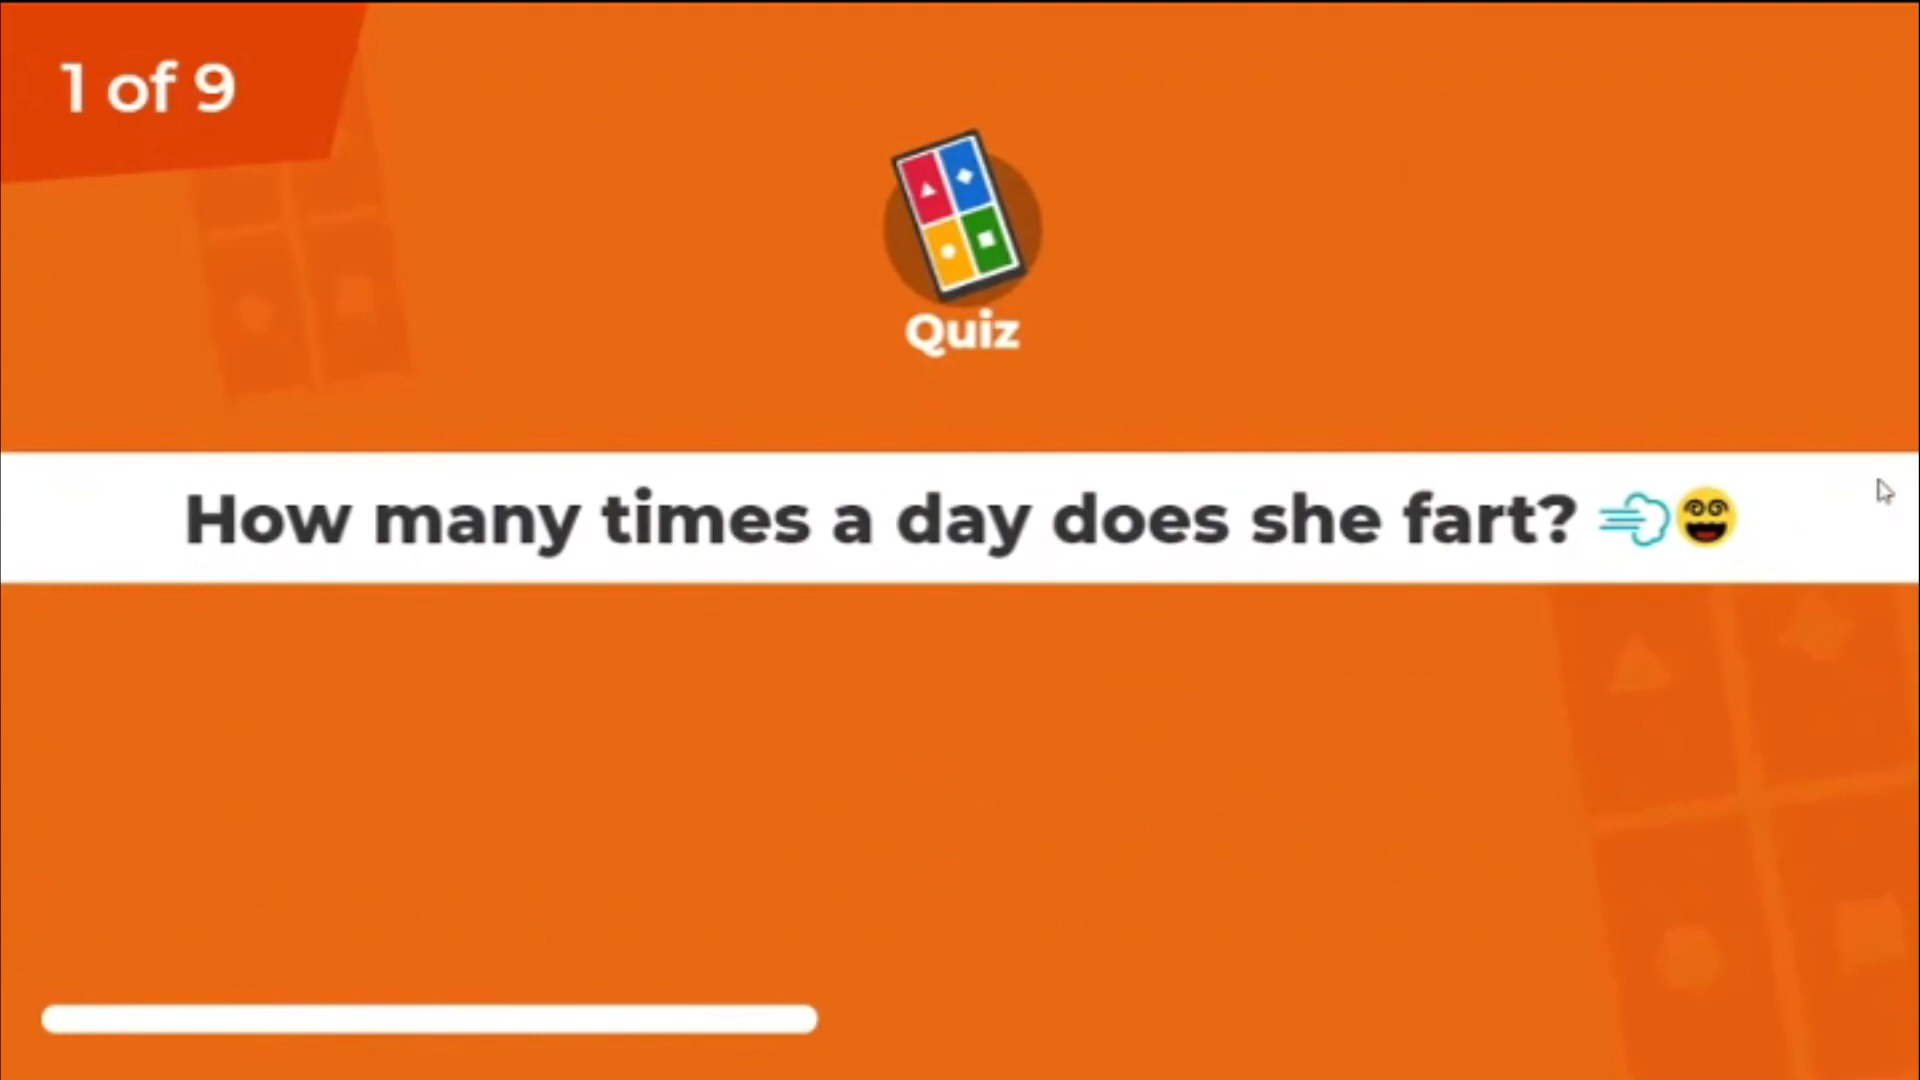 1 of 9
Quiz
How many times a day does she fart? 💨😵